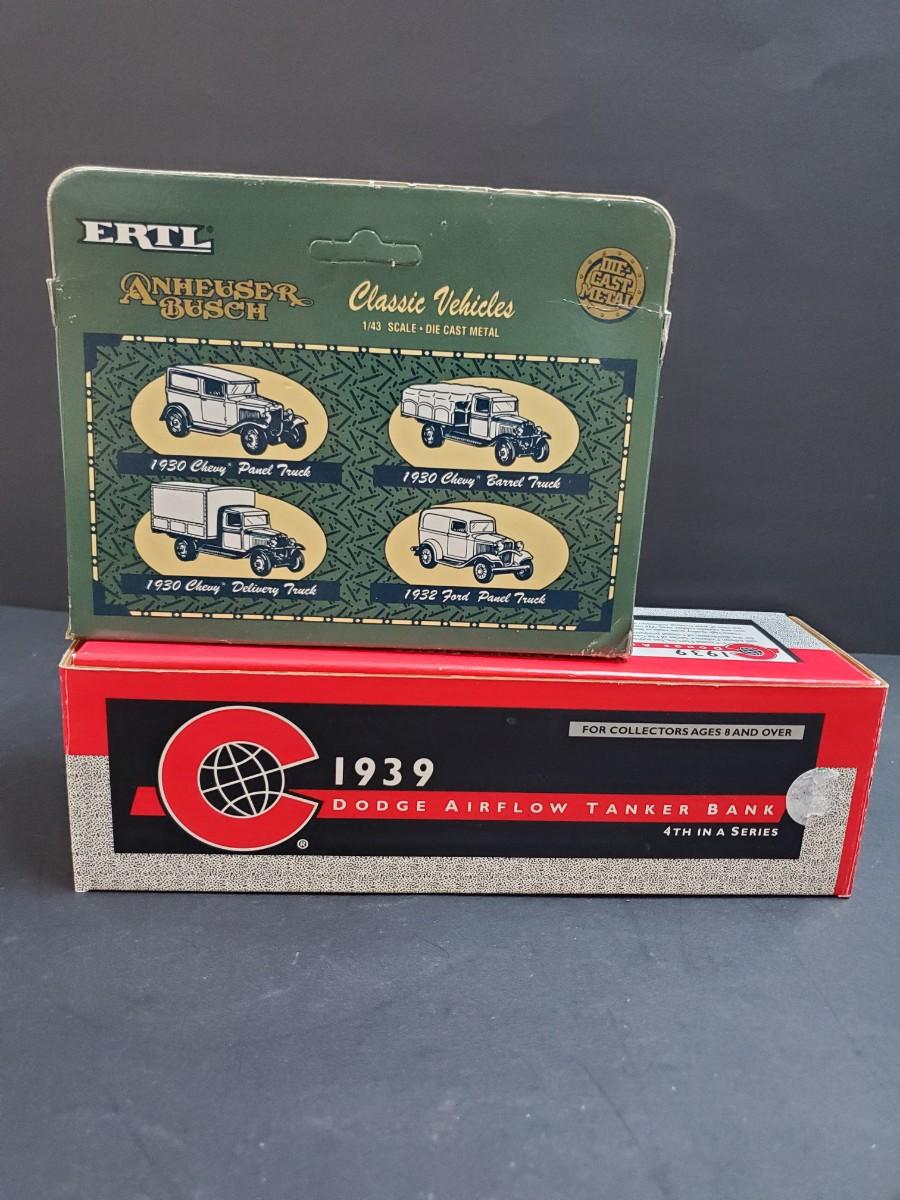 ERTL
ANHEUSER BUSCH
Classic Vehicles
1/43 SCALE • DIE CAST METAL
DIE-CAST METAL
1930 Chevy Panel Truck
1930 Chevy Barrel Truck
1930 Chevy Delivery Truck
1932 Ford Panel Truck
1939
FOR COLLECTORS AGES 8 AND OVER
1939
DODGE AIRFLOW TANKER BANK
4TH IN A SERIES
®